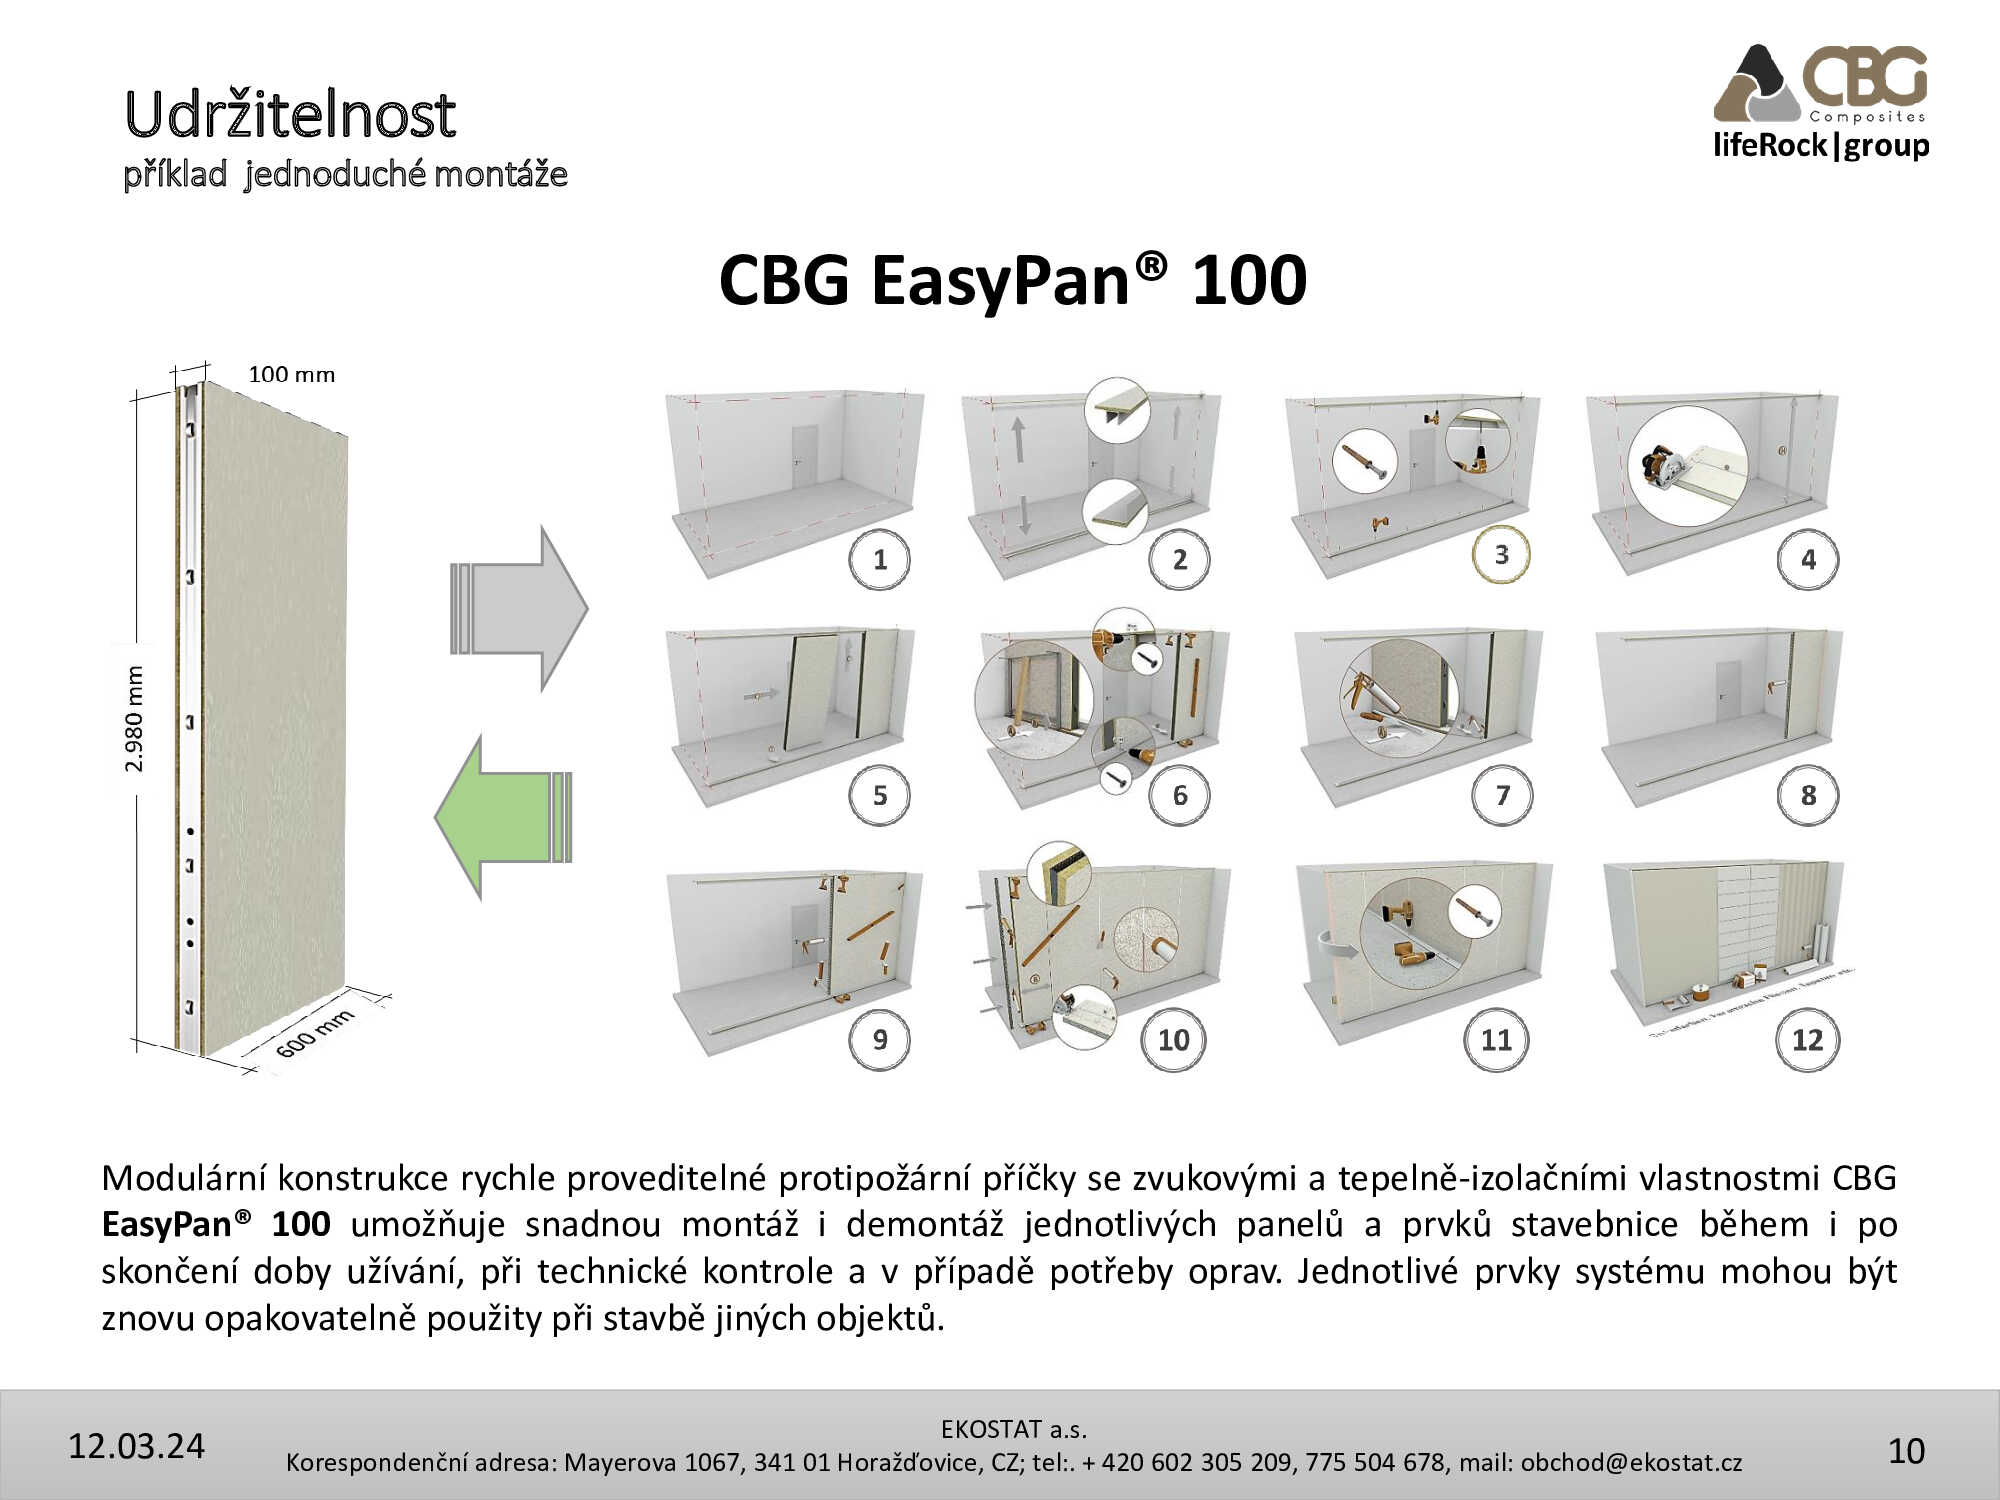 Udržitelnost
příklad  jednoduché montáže
CBG
Composites
lifeRock|group
CBG EasyPan® 100
100 mm
2.980 mm
600 mm
1
2
3
4
5
6
7
8
9
10
11
12
Modulární konstrukce rychle proveditelné protipožární příčky se zvukovými a tepelně-izolačními vlastnostmi CBG
EasyPan® 100 umožňuje snadnou montáž i demontáž jednotlivých panelů a prvků stavebnice během i po
skončení doby užívání, při technické kontrole a v případě potřeby oprav. Jednotlivé prvky systému mohou být
znovu opakovatelně použity při stavbě jiných objektů.
12.03.24
EKOSTAT a.s.
Korespondenční adresa: Mayerova 1067, 341 01 Horažďovice, CZ; tel:. + 420 602 305 209, 775 504 678, mail: obchod@ekostat.cz
10